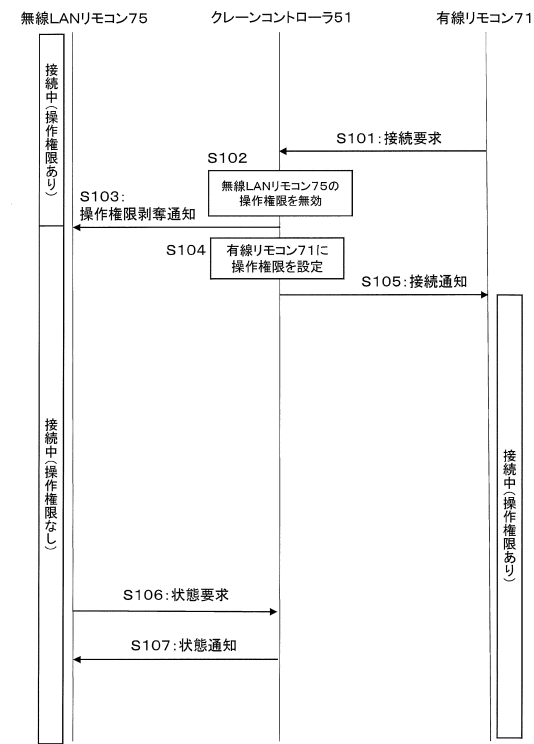 無線LANリモコン75
クレーンコントローラ51
有線リモコン71
接続中(操作権限あり)
S101:接続要求
S102
無線LANリモコン75の
操作権限を無効
S103:
操作権限剥奪通知
S104
有線リモコン71に
操作権限を設定
S105:接続通知
接続中(操作権限なし)
接続中(操作権限あり)
S106:状態要求
S107:状態通知